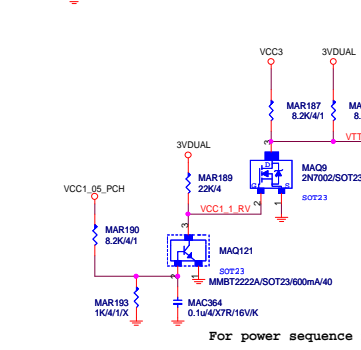 VCC3 3VDUAL
MAR187
8.2K/4/1
MA
8.
VTT
3VDUAL
MAQ9
2N7002/SOT23
D
G S
3
2
1
SOT23
MAR189
22K/4
VCC1_05_PCH
VCC1_1_RV
MAR190
8.2K/4/1
3
MAQ121
SOT23
2
1
MMBT2222A/SOT23/600mA/40
MAR193
1K/4/1/X
MAC364
0.1u/4/X7R/16V/K
For power sequence